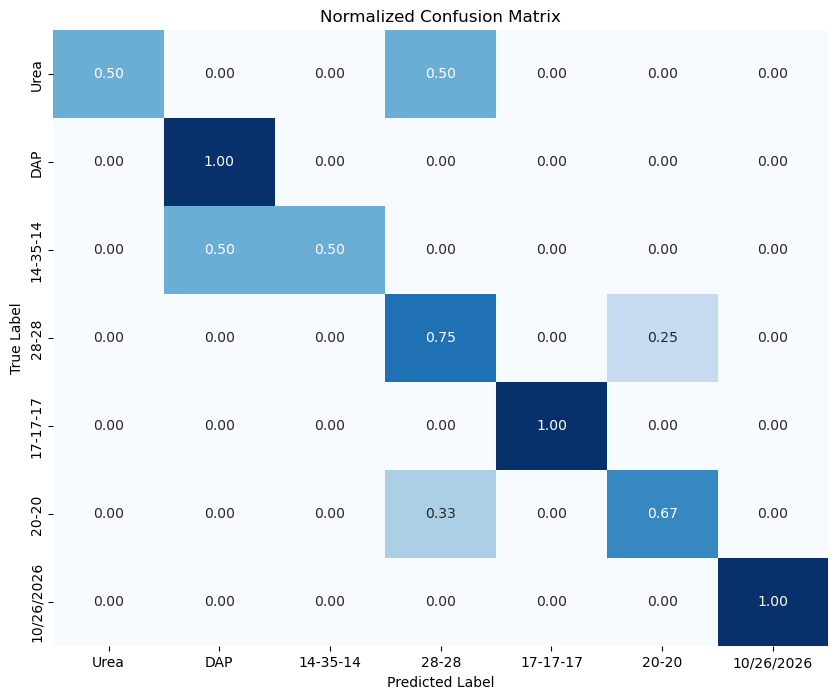 Normalized Confusion Matrix
Urea 0.50 0.00 0.00 0.50 0.00 0.00 0.00
DAP 0.00 1.00 0.00 0.00 0.00 0.00 0.00
14-35-14 0.00 0.50 0.50 0.00 0.00 0.00 0.00
28-28 0.00 0.00 0.00 0.75 0.00 0.25 0.00
17-17-17 0.00 0.00 0.00 0.00 1.00 0.00 0.00
20-20 0.00 0.00 0.00 0.33 0.00 0.67 0.00
10/26/2026 0.00 0.00 0.00 0.00 0.00 0.00 1.00
True Label
Urea DAP 14-35-14 28-28 17-17-17 20-20 10/26/2026
Predicted Label